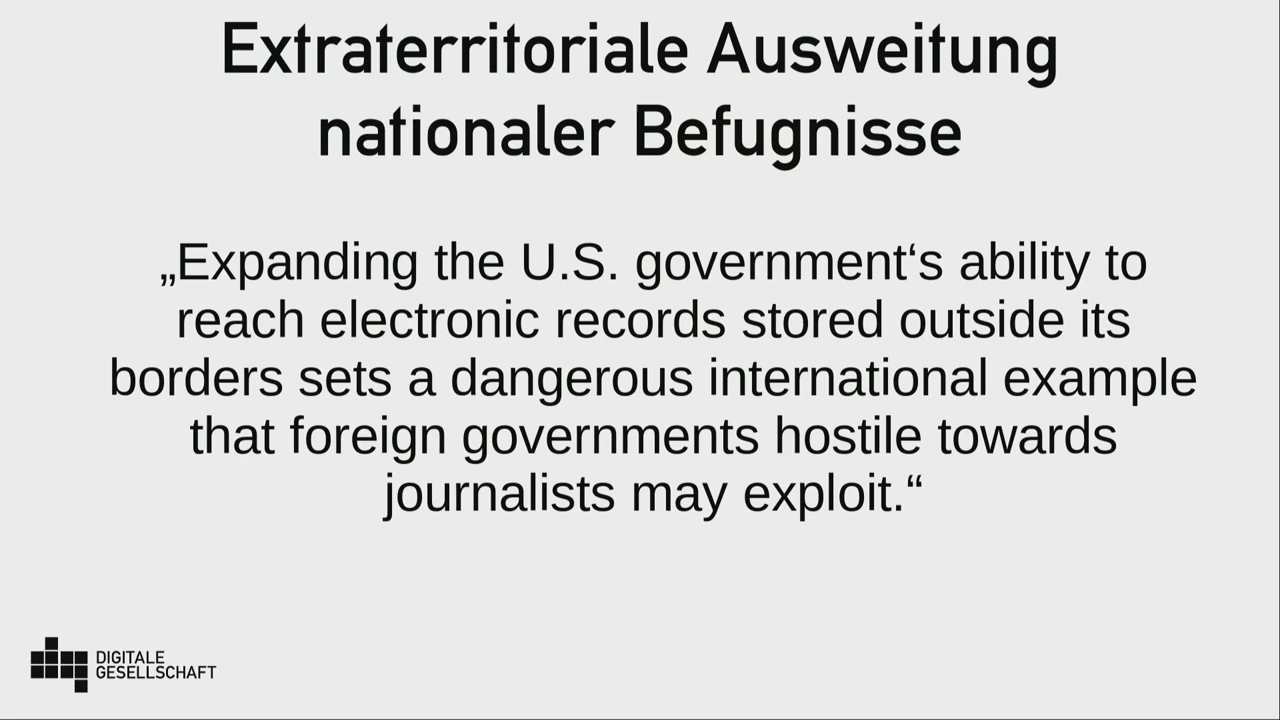 Extraterritoriale Ausweitung
nationaler Befugnisse
„Expanding the U.S. government‘s ability to
reach electronic records stored outside its
borders sets a dangerous international example
that foreign governments hostile towards
journalists may exploit.“
DIGITALE
GESELLSCHAFT